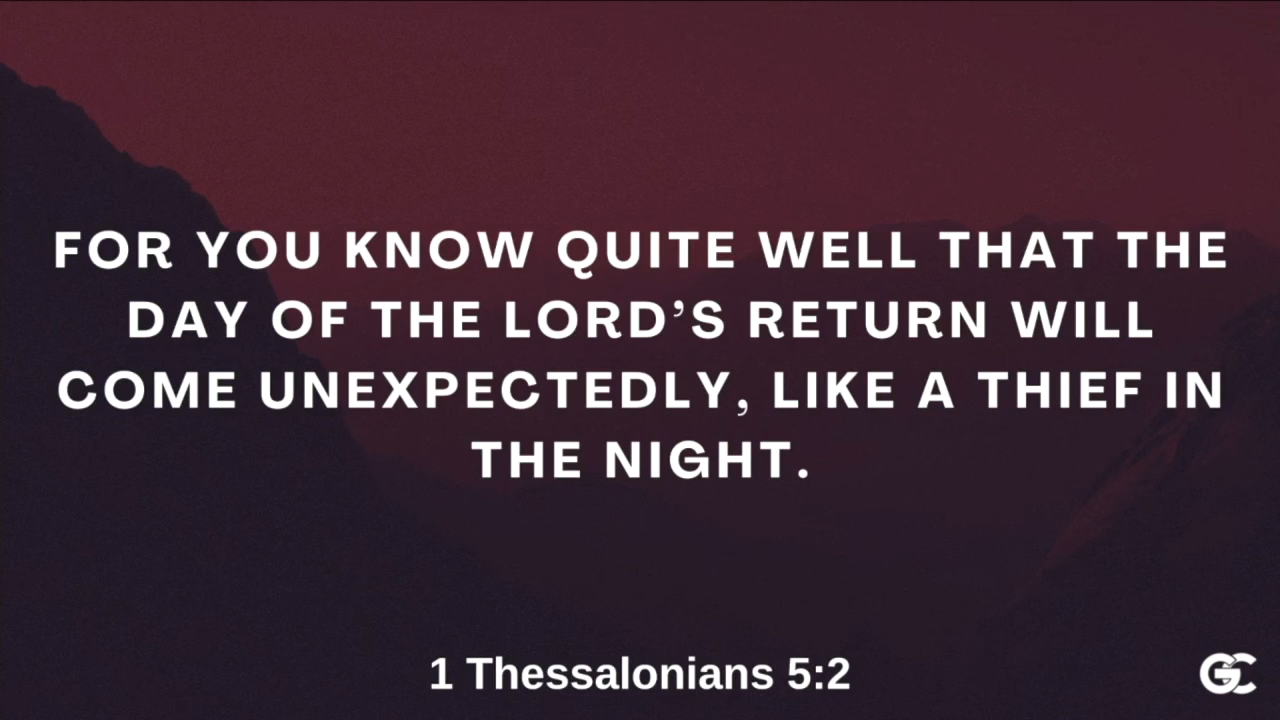 FOR YOU KNOW QUITE WELL THAT THE
DAY OF THE LORD’S RETURN WILL
COME UNEXPECTEDLY, LIKE A THIEF IN
THE NIGHT.
1 Thessalonians 5:2
GC